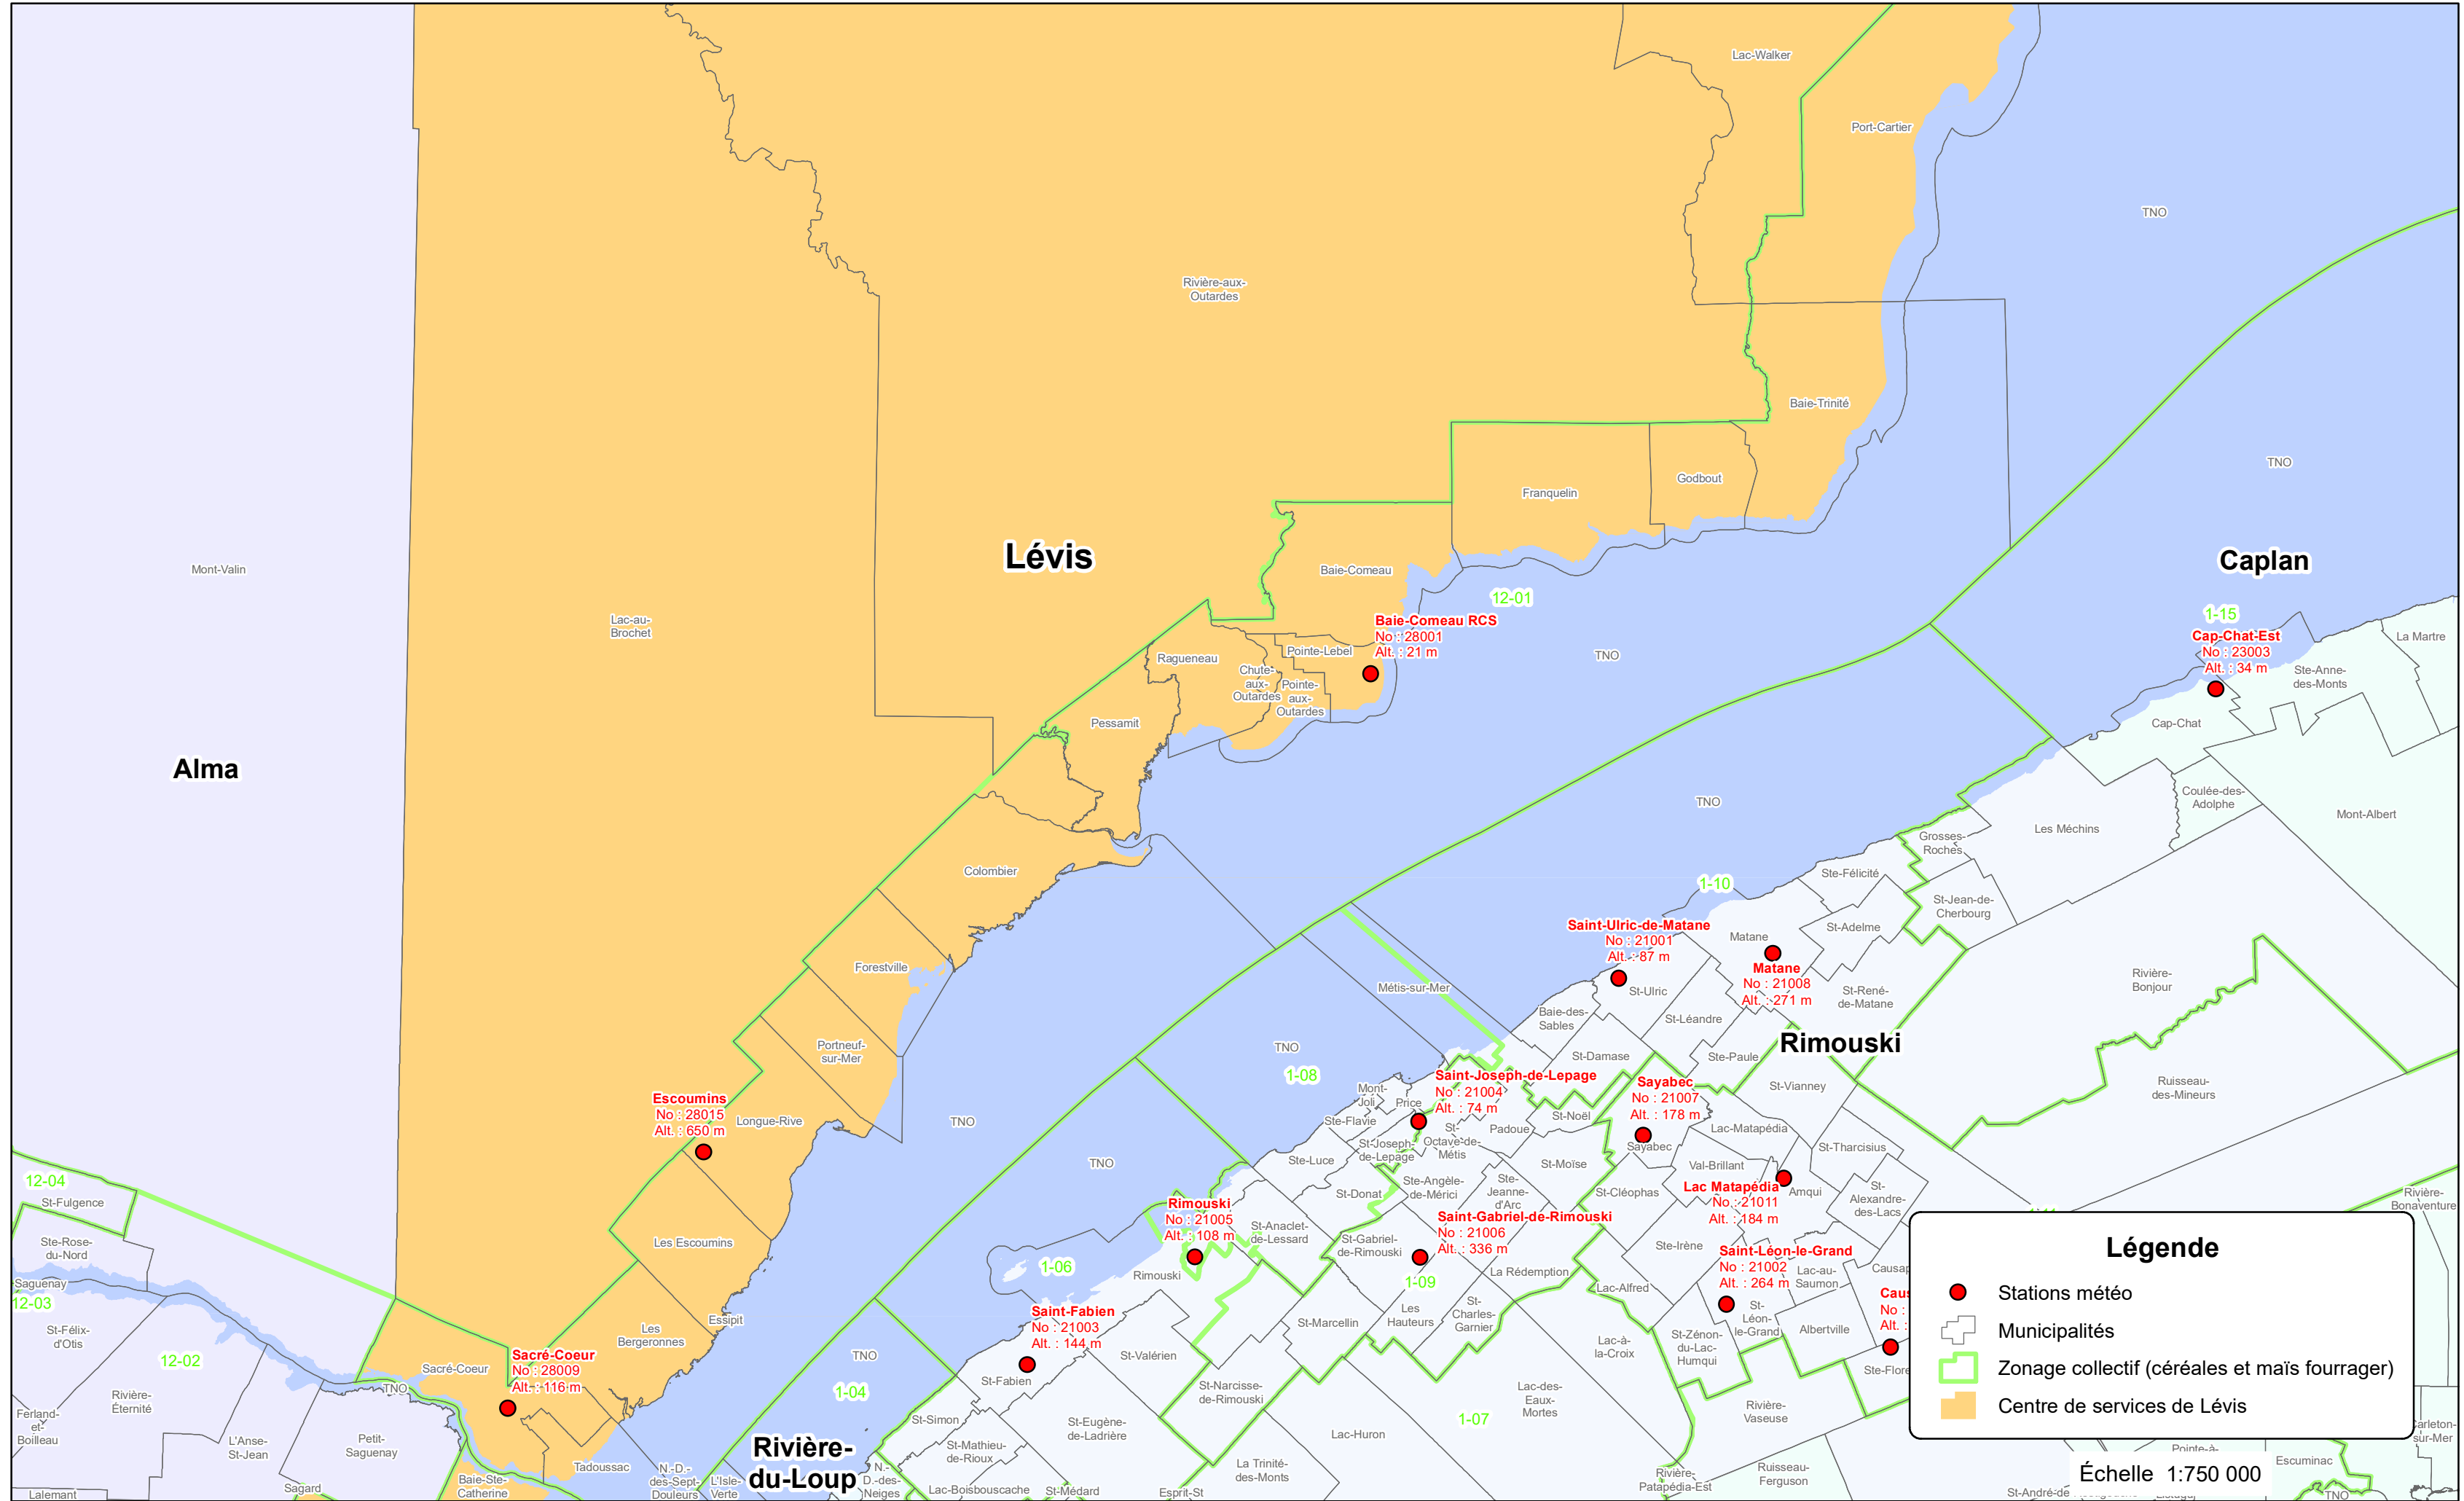 Lac-Walker
Port-Cartier
TNO
Rivière-aux-
Outardes
Baie-Trinité
TNO
Godbout
Franquelin
Lévis
Caplan
Mont-Valin
Baie-Comeau
12-01
1-15
Lac-au-
Brochet
Baie-Comeau RCS
No : 28001
Alt. : 21 m
Cap-Chat-Est
No : 23003
Alt. : 34 m
La Martre
Ragueneau
Pointe-Lebel
TNO
Ste-Anne-
des-Monts
Chute-
aux-
Outardes
Pointe-
aux-
Outardes
Pessamit
Cap-Chat
Alma
TNO
Coulée-des-
Adolphe
Mont-Albert
Les Méchins
Grosses-
Roches
Colombier
Ste-Félicité
1-10
St-Jean-de-
Cherbourg
Saint-Ulric-de-Matane
No : 21001
Alt. : 87 m
St-Adelme
Matane
Matane
No : 21008
Alt. : 271 m
Forestville
Métis-sur-Mer
St-Ulric
St-René-
de-Matane
Rivière-
Bonjour
Baie-des-
Sables
St-Léandre
Rimouski
Portneuf-
sur-Mer
TNO
1-08
St-Damase
Ste-Paule
Saint-Joseph-de-Lepage
No : 21004
Alt. : 74 m
Sayabec
No : 21007
Alt. : 178 m
St-Vianney
Ruisseau-
des-Mineurs
Mont-
Joli
Price
Escoumins
No : 28015
Alt. : 650 m
Longue-Rive
TNO
Ste-Flavie
St-Noël
Padoue
St-
Octave-de-
Métis
St-Joseph-
de-Lepage
Lac-Matapédia
Sayabec
St-Tharcisius
TNO
Ste-Luce
St-Moïse
Val-Brillant
12-04
St-Fulgence
St-Donat
Ste-Angèle-
de-Mérici
Ste-
Jeanne-
d'Arc
St-Cléophas
Lac Matapédia
No : 21011
Alt. : 184 m
Amqui
St-
Alexandre-
des-Lacs
Rivière-
Bonaventure
Rimouski
No : 21005
Alt. : 108 m
St-Anaclet-
de-Lessard
Saint-Gabriel-de-Rimouski
No : 21006
Alt. : 336 m
St-Gabriel-
de-Rimouski
Ste-Rose-
du-Nord
Les Escoumins
Ste-Irène
Saint-Léon-le-Grand
No : 21002
Alt. : 264 m
Lac-au-
Saumon
Causap
1-06
Rimouski
1-09
La Rédemption
Lac-Alfred
Saguenay
12-03
Saint-Fabien
No : 21003
Alt. : 144 m
Caus
No :
Alt. :
Les
Hauteurs
St-
Charles-
Garnier
St-
Léon-
le-Grand
Albertville
Essipit
St-Marcellin
St-Félix-
d'Otis
Les
Bergeronnes
Lac-à-
la-Croix
St-Zénon-
du-Lac-
Humqui
12-02
Sacré-Coeur
No : 28009
Alt. : 116 m
Sacré-Coeur
TNO
TNO
St-Valérien
Ste-Flore
St-Fabien
1-04
St-Narcisse-
de-Rimouski
Lac-des-
Eaux-
Mortes
Rivière-
Éternité
Rivière-
Vaseuse
St-Simon
St-Eugène-
de-Ladrière
1-07
Ferland-
et-
Boilleau
L'Anse-
St-Jean
Petit-
Saguenay
Lac-Huron
Carleton-
sur-Mer
Rivière-
du-Loup
St-Mathieu-
de-Rioux
Tadoussac
N.-D.-
des-Sept-
Douleurs
L'Isle-
Verte
N.-
D.-des-
Neiges
La Trinité-
des-Monts
Ruisseau-
Ferguson
Pointe-à-
Escuminac
Baie-Ste-
Catherine
Sagard
Lalemant
Lac-Boisbouscache
St-Médard
Esprit-St
Rivière-
Patapédia-Est
St-André-de
TNO
Légende
Stations météo
Municipalités
Zonage collectif (céréales et maïs fourrager)
Centre de services de Lévis
Échelle 1:750 000